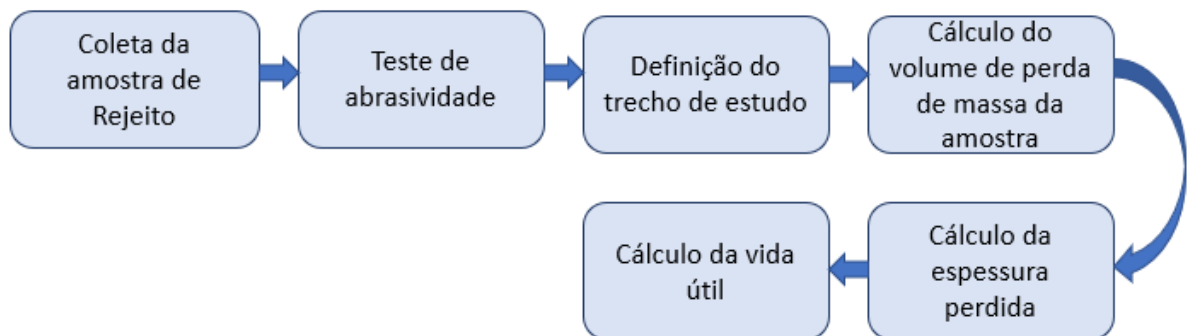 Coleta da
amostra de
Rejeito
Teste de
abrasividade
Definição do
trecho de estudo
Cálculo do
volume de perda
de massa da
amostra
Cálculo da
espessura
perdida
Cálculo da vida
útil